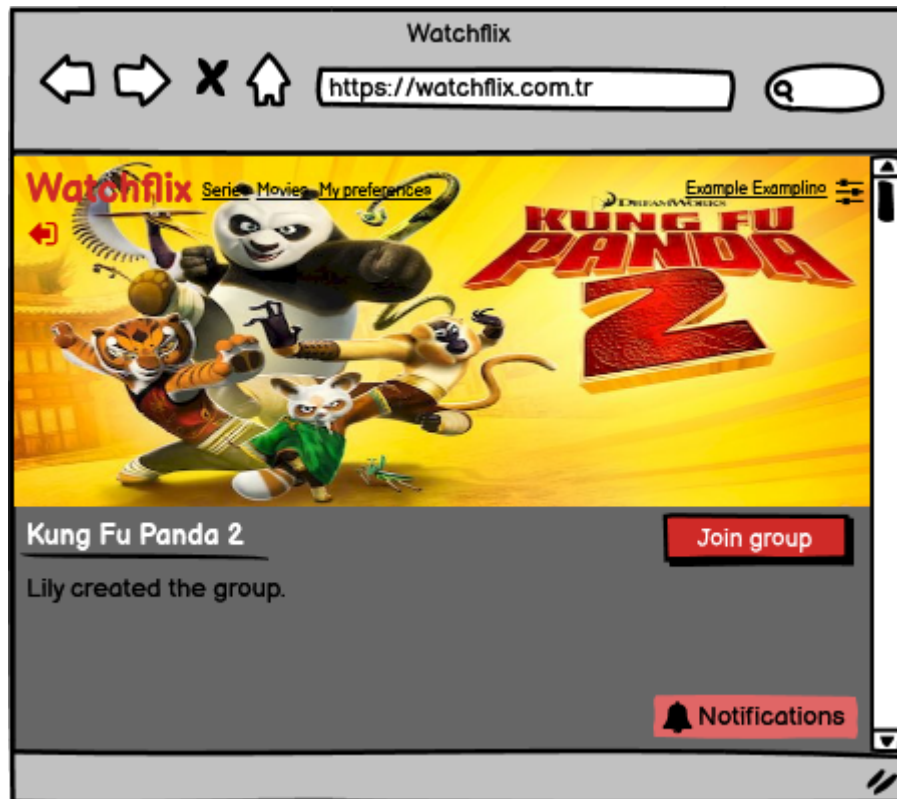 Watchflix
https://watchflix.com.tr
Watchflix Series Movies My preferences Example Examplino
DREAMWORKS
KUNG FU
PANDA
2
Kung Fu Panda 2
Join group
Lily created the group.
Notifications